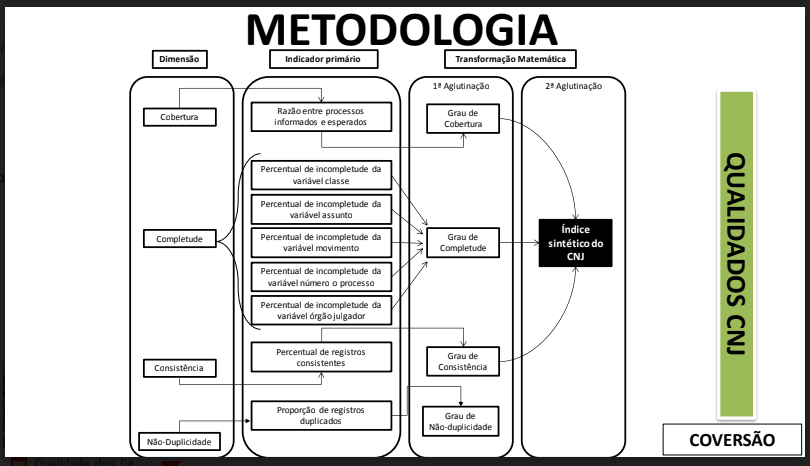 METODOLOGIA
Dimensão
Indicador primário
Transformação Matemática
1ª Aglutinação
2ª Aglutinação
Cobertura
Razão entre processos
informados e esperados
Grau de
Cobertura
Percentual de incompletude da
variável classe
Percentual de incompletude da
variável assunto
Completude
Percentual de incompletude da
variável movimento
Percentual de incompletude da
variável número o processo
Percentual de incompletude da
variável órgão julgador
Grau de
Completude
Índice
sintético do
CNJ
Consistência
Percentual de registros
consistentes
Grau de
Consistência
Não-Duplicidade
Proporção de registros
duplicados
Grau de
Não-duplicidade
QUALIDADOS CNJ
COVERSÃO